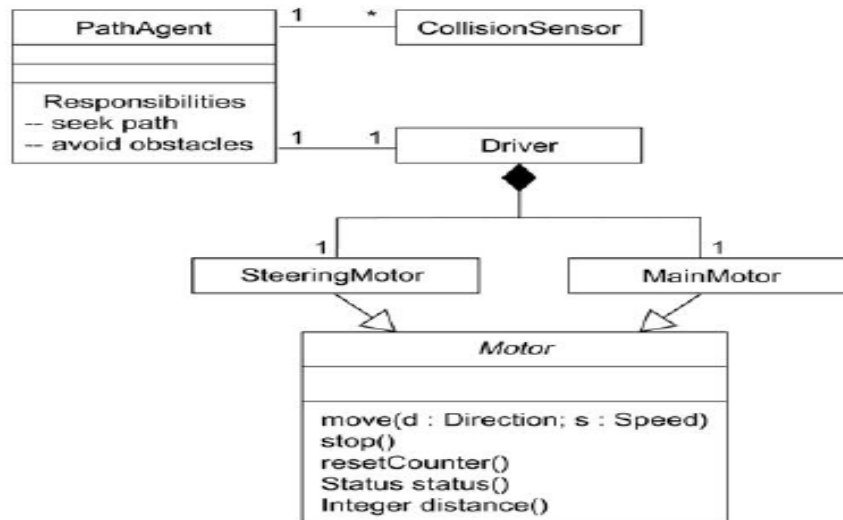 PathAgent
1
*
CollisionSensor
Responsibilities
-- seek path
-- avoid obstacles
1
1
Driver
1
1
SteeringMotor
MainMotor
Motor
move(d : Direction; s : Speed)
stop()
resetCounter()
Status status()
Integer distance()